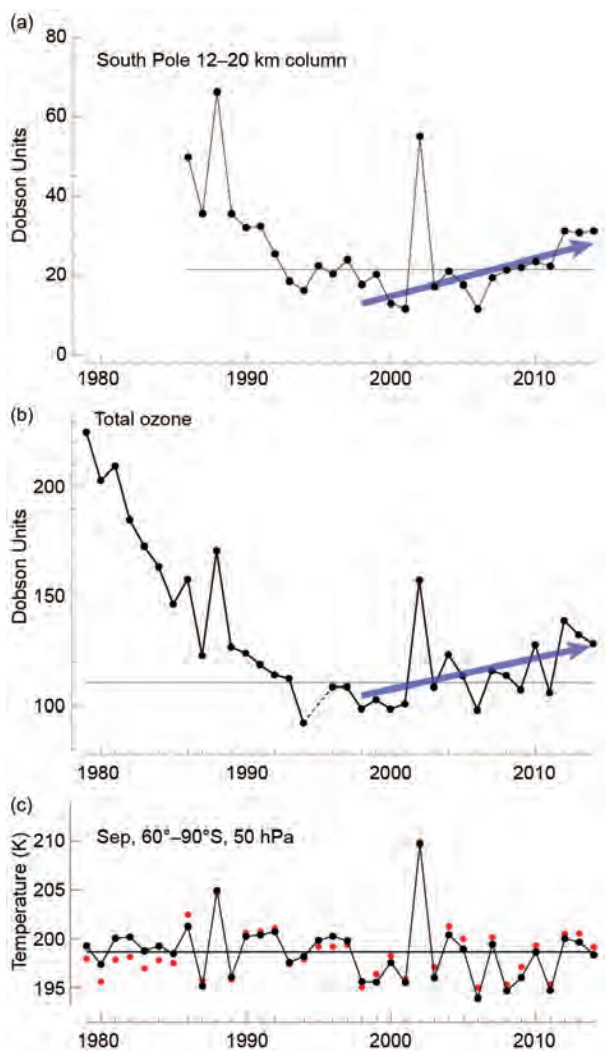 (a)
South Pole 12–20 km column
Dobson Units
80
60
40
20
0
1980 1990 2000 2010
(b)
Total ozone
Dobson Units
200
150
100
1980 1990 2000 2010
(c)
Sep, 60°–90°S, 50 hPa
Temperature (K)
210
205
200
195
1980 1990 2000 2010